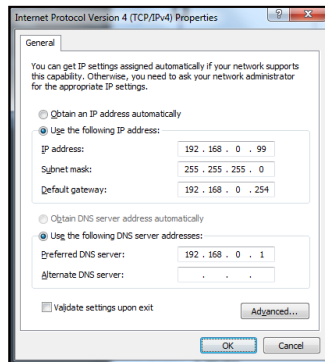 Internet Protocol Version 4 (TCP/IPv4) Properties
General
You can get IP settings assigned automatically if your network supports
this capability. Otherwise, you need to ask your network administrator
for the appropriate IP settings.
Obtain an IP address automatically
Use the following IP address:
IP address: 192 . 168 . 0 . 99
Subnet mask: 255 . 255 . 255 . 0
Default gateway: 192 . 168 . 0 . 254
Obtain DNS server address automatically
Use the following DNS server addresses:
Preferred DNS server: 192 . 168 . 0 . 1
Alternate DNS server: . . .
Validate settings upon exit
Advanced...
OK Cancel